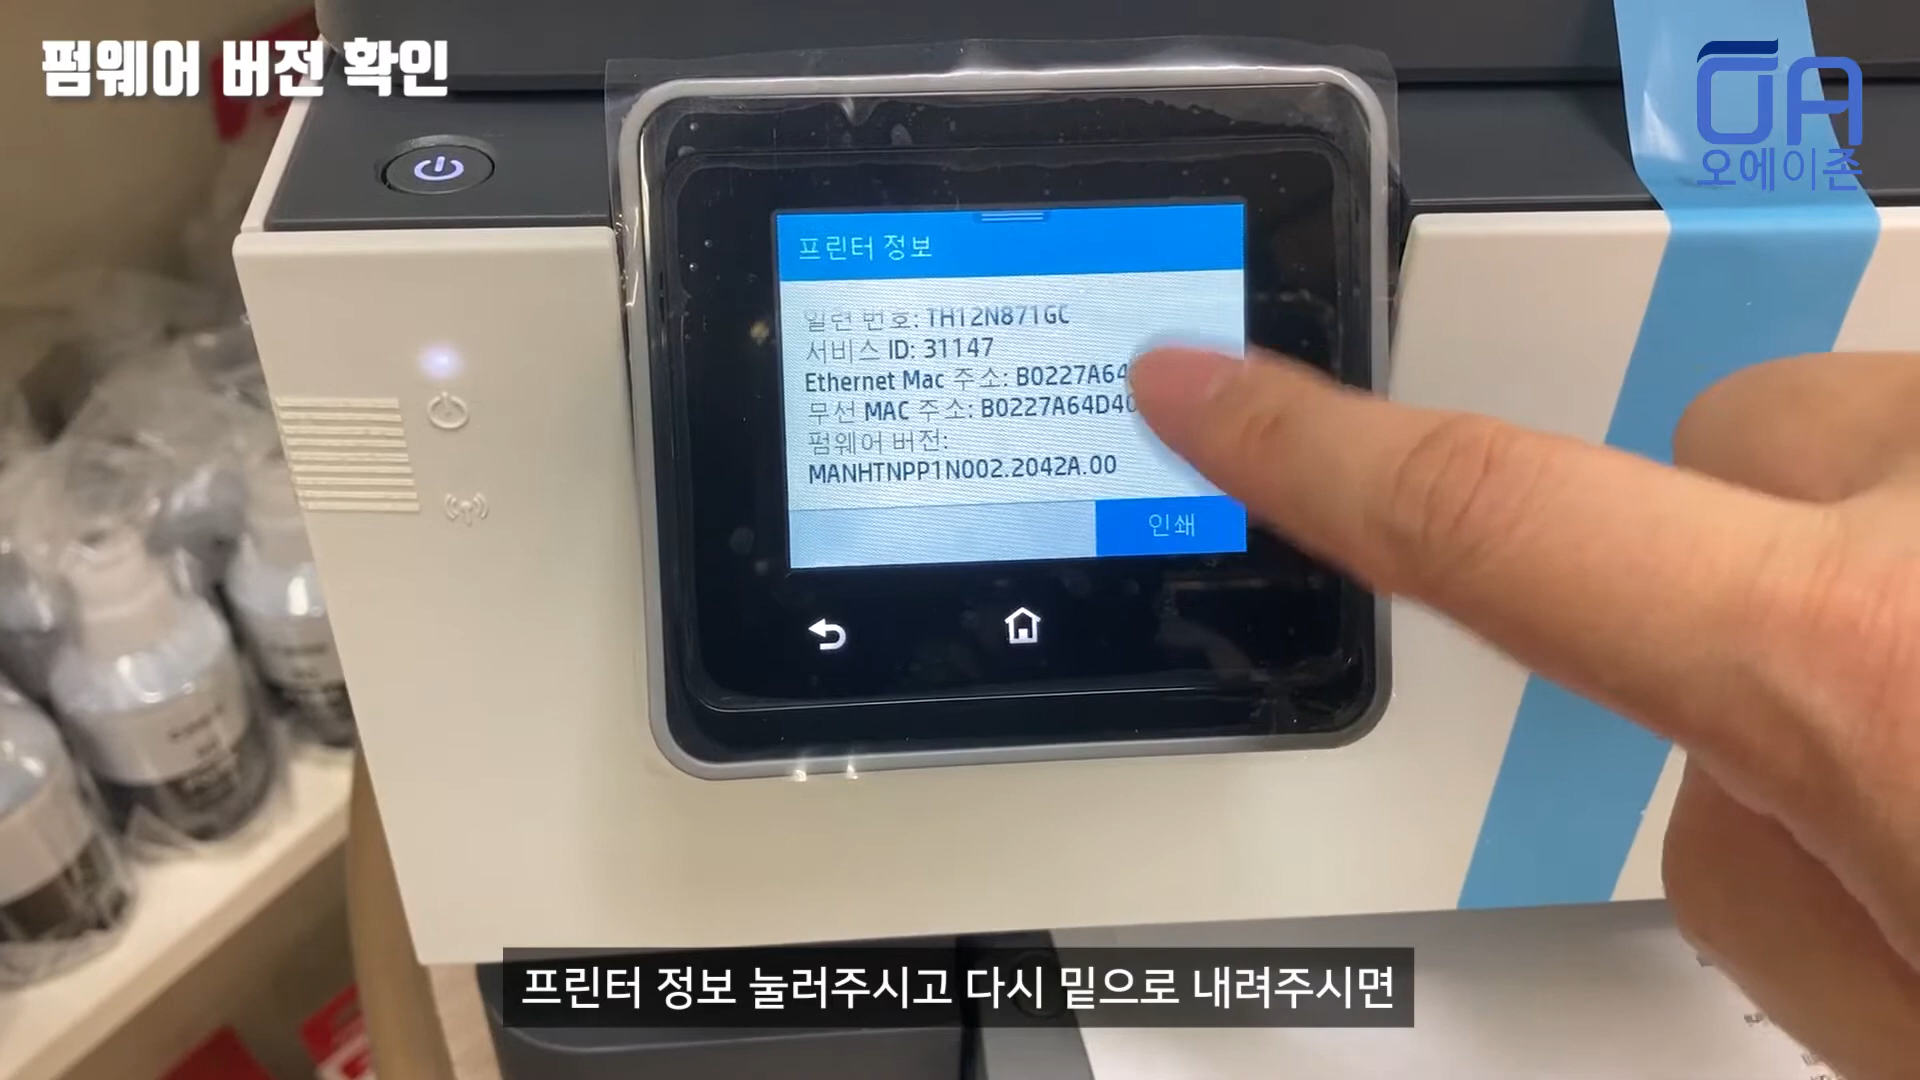 펌웨어 버전 확인
OA
오에이존
프린터 정보
일련 번호: TH12N871GC
서비스 ID: 31147
Ethernet Mac 주소: B0227A64
무선 MAC 주소: B0227A64D40
펌웨어 버전:
MANHTNPP1N002.2042A.00
인쇄
프린터 정보 눌러주시고 다시 밑으로 내려주시면